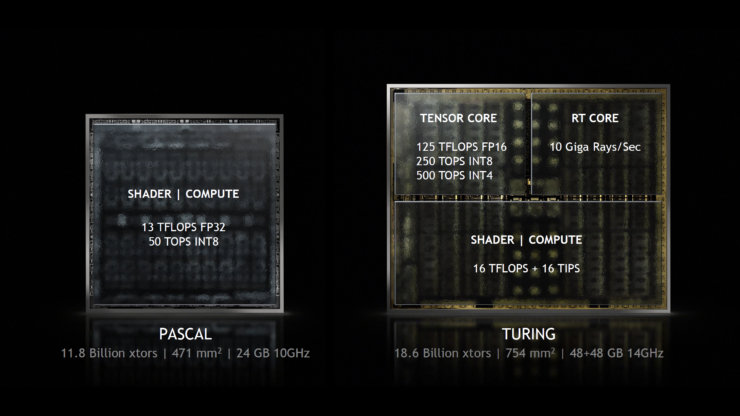 SHADER | COMPUTE
13 TFLOPS FP32
50 TOPS INT8
PASCAL
11.8 Billion xtors | 471 mm² | 24 GB 10GHz
TENSOR CORE
125 TFLOPS FP16
250 TOPS INT8
500 TOPS INT4
RT CORE
10 Giga Rays/Sec
SHADER | COMPUTE
16 TFLOPS + 16 TIPS
TURING
18.6 Billion xtors | 754 mm² | 48+48 GB 14GHz